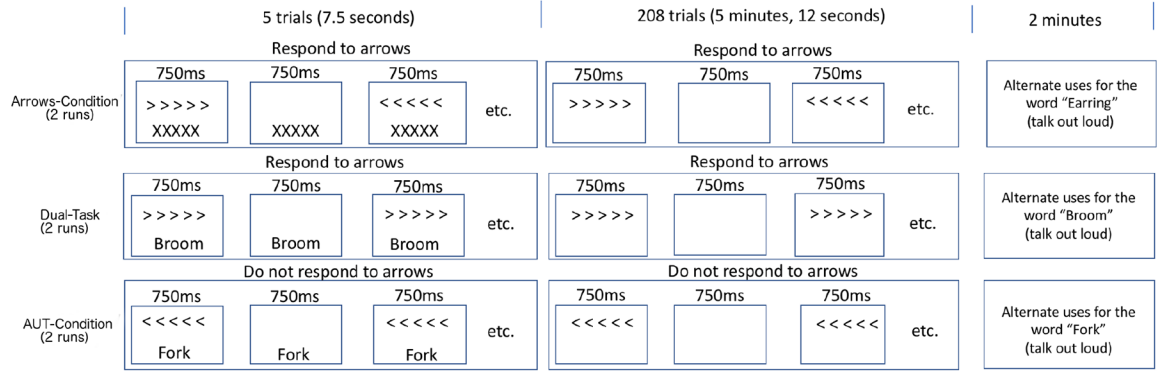 5 trials (7.5 seconds) 208 trials (5 minutes, 12 seconds) 2 minutes
Respond to arrows Respond to arrows
750ms 750ms 750ms 750ms 750ms 750ms
Arrows-Condition
(2 runs)
> > > > > < < < < < etc. > > > > > < < < < < etc.
XXXXX XXXXX XXXXX
Alternate uses for the
word “Earring”
(talk out loud)
Respond to arrows Respond to arrows
750ms 750ms 750ms 750ms 750ms 750ms
Dual-Task
(2 runs)
> > > > > > > > > > etc. > > > > > > > > > > etc.
Broom Broom Broom
Alternate uses for the
word “Broom”
(talk out loud)
Do not respond to arrows Do not respond to arrows
750ms 750ms 750ms 750ms 750ms 750ms
AUT-Condition
(2 runs)
< < < < < < < < < < etc. < < < < < < < < < < etc.
Fork Fork Fork
Alternate uses for the
word “Fork”
(talk out loud)